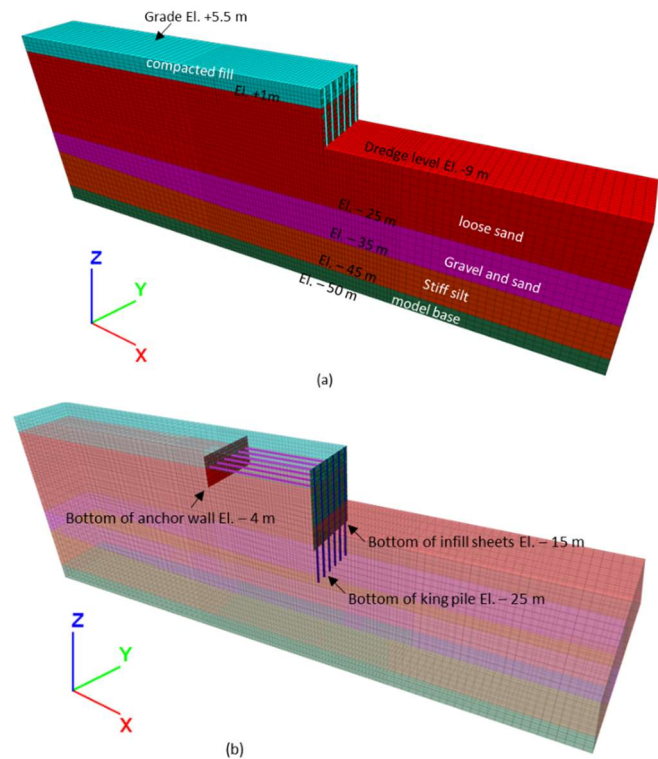 Grade El. +5.5 m
compacted fill
El. +1m
Dredge level El.-9 m
El. – 25 m
loose sand
El. – 35 m
Gravel and sand
El. – 45 m
Stiff silt
El. – 50 m
model base
Z
Y
X
(a)
Bottom of anchor wall El. – 4 m
Bottom of infill sheets El. – 15 m
Bottom of king pile El. – 25 m
Z
Y
X
(b)